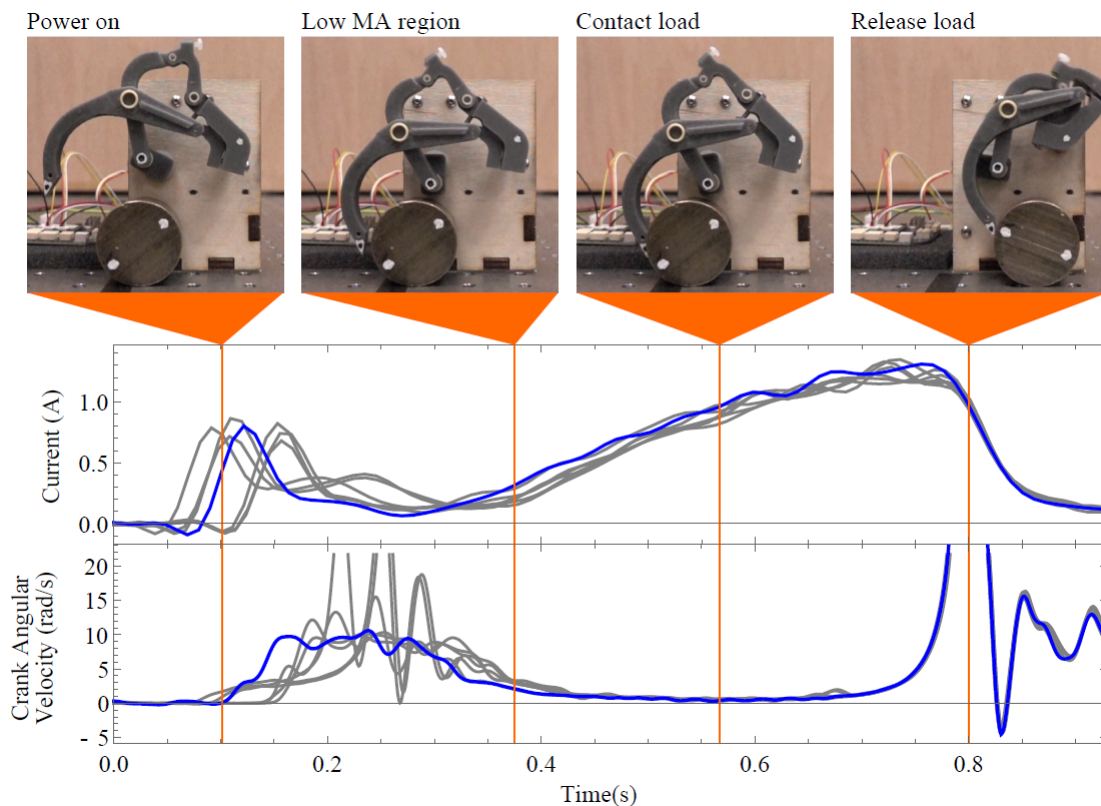 Power on
Low MA region
Contact load
Release load
Current (A)
1.0
0.5
0.0
Crank Angular
Velocity (rad/s)
20
15
10
5
0
- 5
0.0
0.2
0.4
0.6
0.8
Time(s)